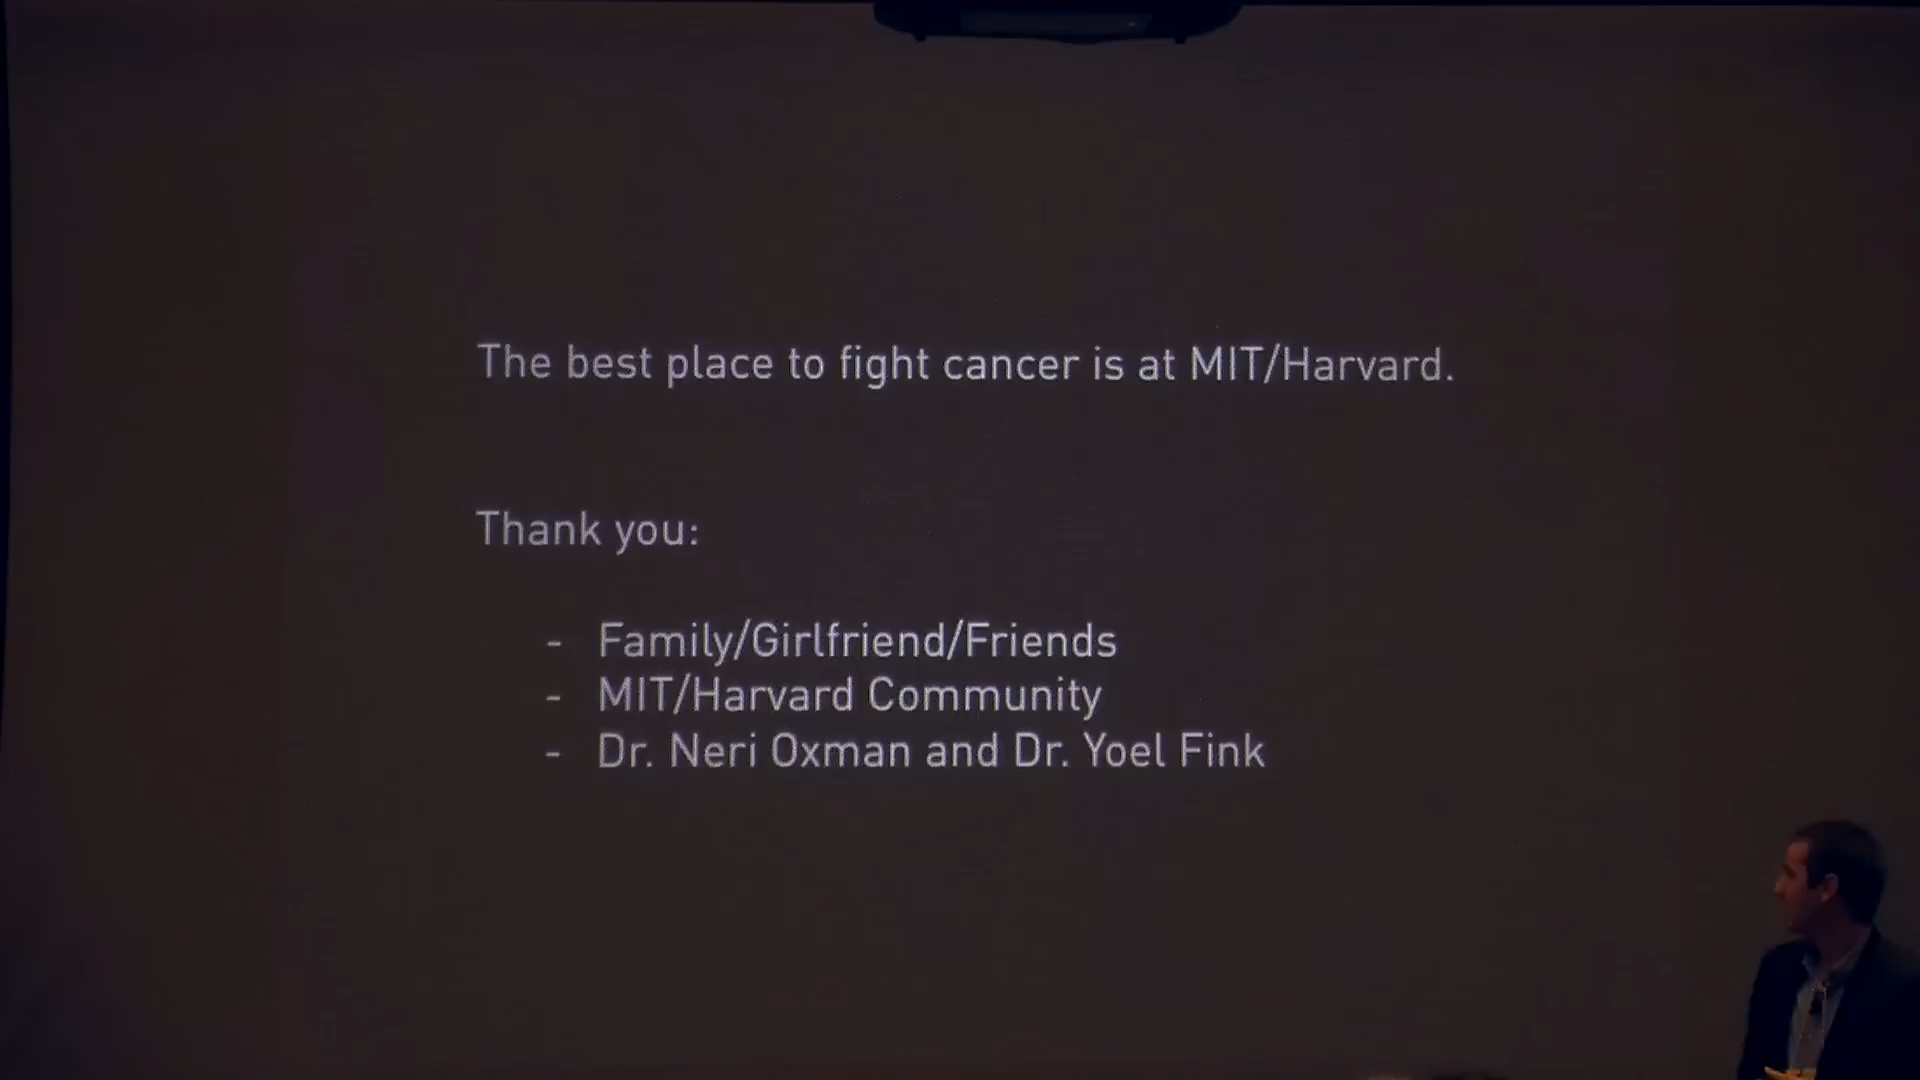 The best place to fight cancer is at MIT/Harvard.
Thank you:
- Family/Girlfriend/Friends
- MIT/Harvard Community
- Dr. Neri Oxman and Dr. Yoel Fink